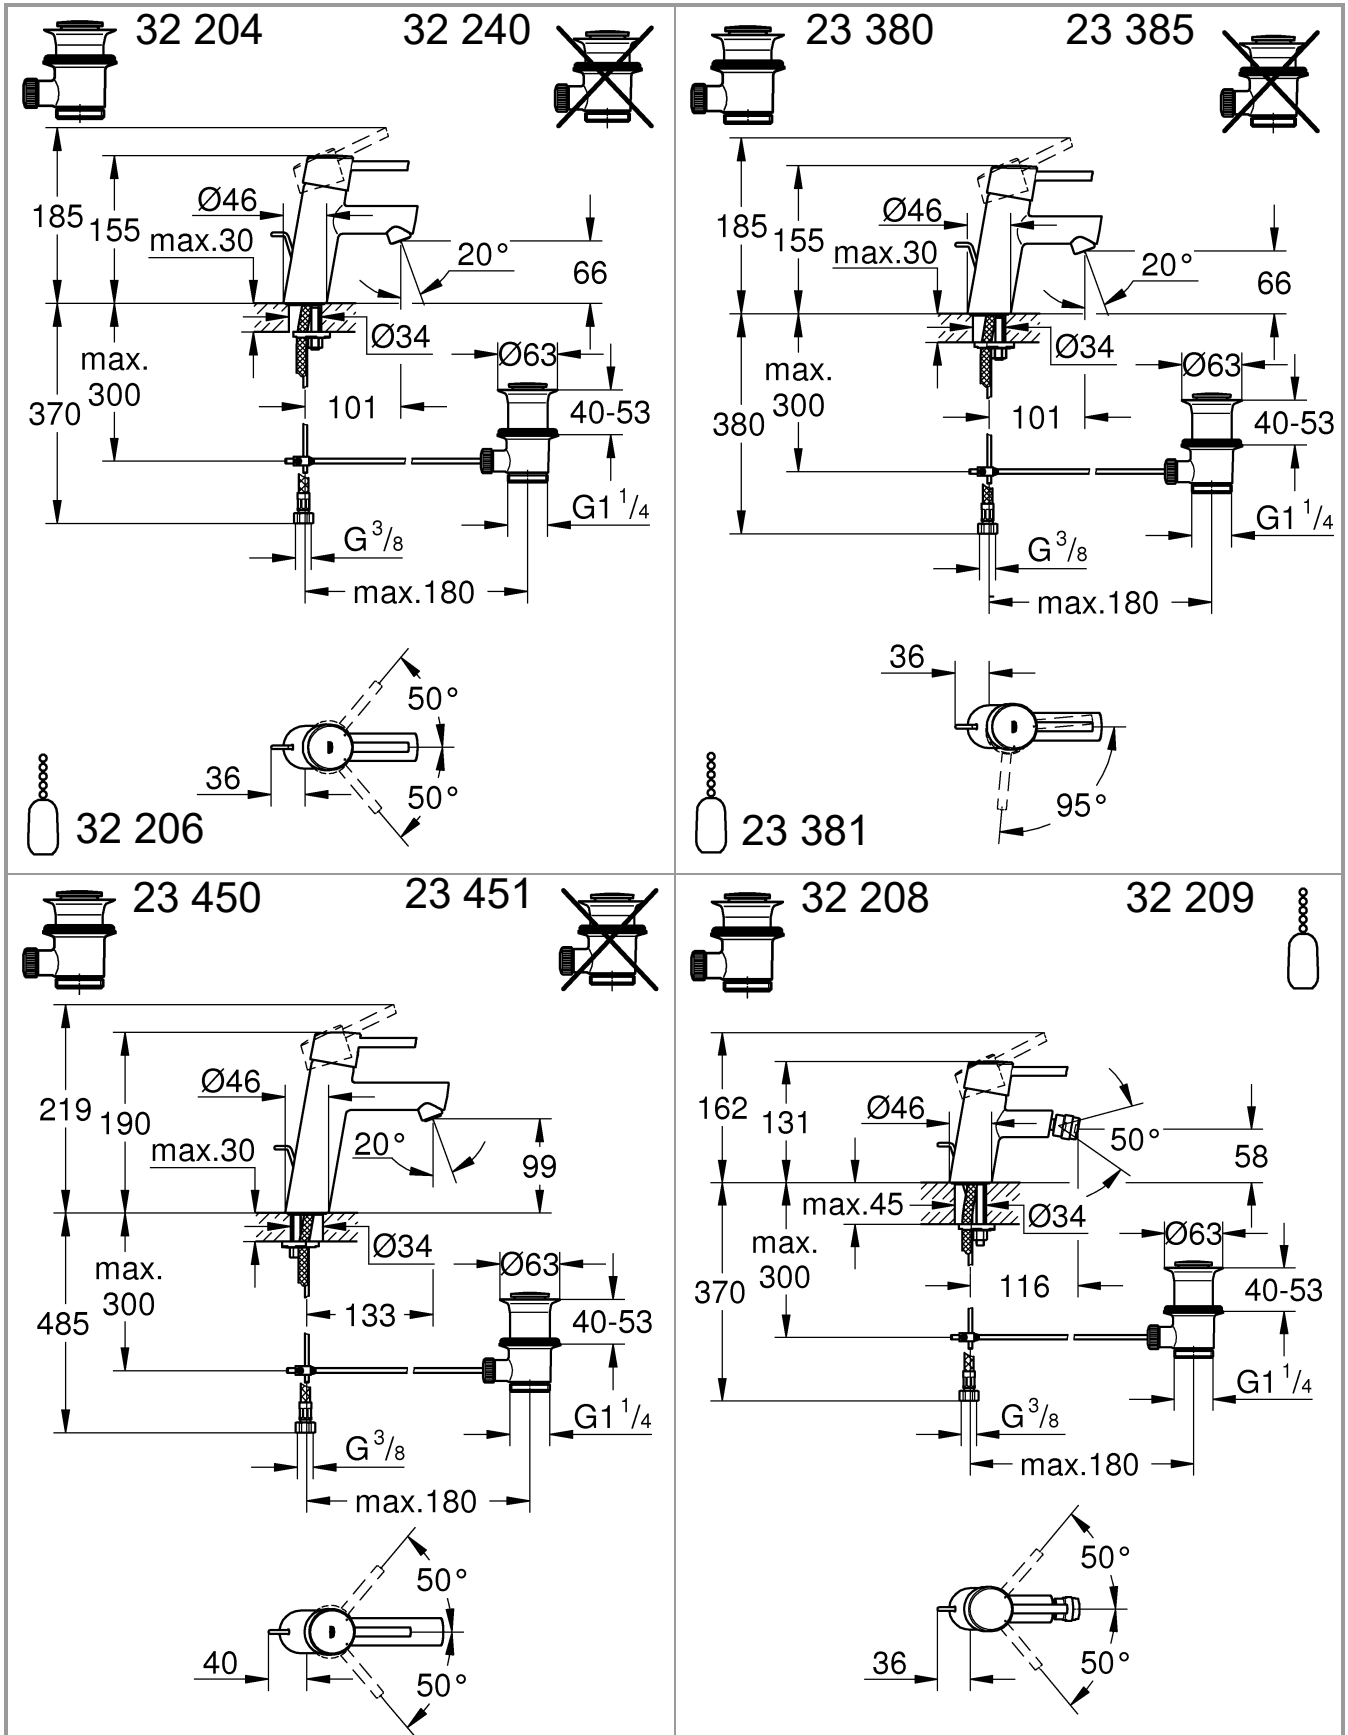 32 204
32 240
185
155
Ø46
max.30
20°
66
Ø34
max.
300
370
101
Ø63
40-53
G1 1/4
G 3/8
max.180
50°
36
50°
32 206
23 380
23 385
185
155
Ø46
max.30
20°
66
Ø34
max.
300
380
101
Ø63
40-53
G1 1/4
G 3/8
max.180
36
95°
23 381
23 450
23 451
219
190
Ø46
max.30
20°
99
Ø34
max.
300
485
133
Ø63
40-53
G1 1/4
G 3/8
max.180
50°
40
50°
32 208
32 209
162
131
Ø46
50°
58
max.45
Ø34
max.
300
370
116
Ø63
40-53
G1 1/4
G 3/8
max.180
50°
36
50°